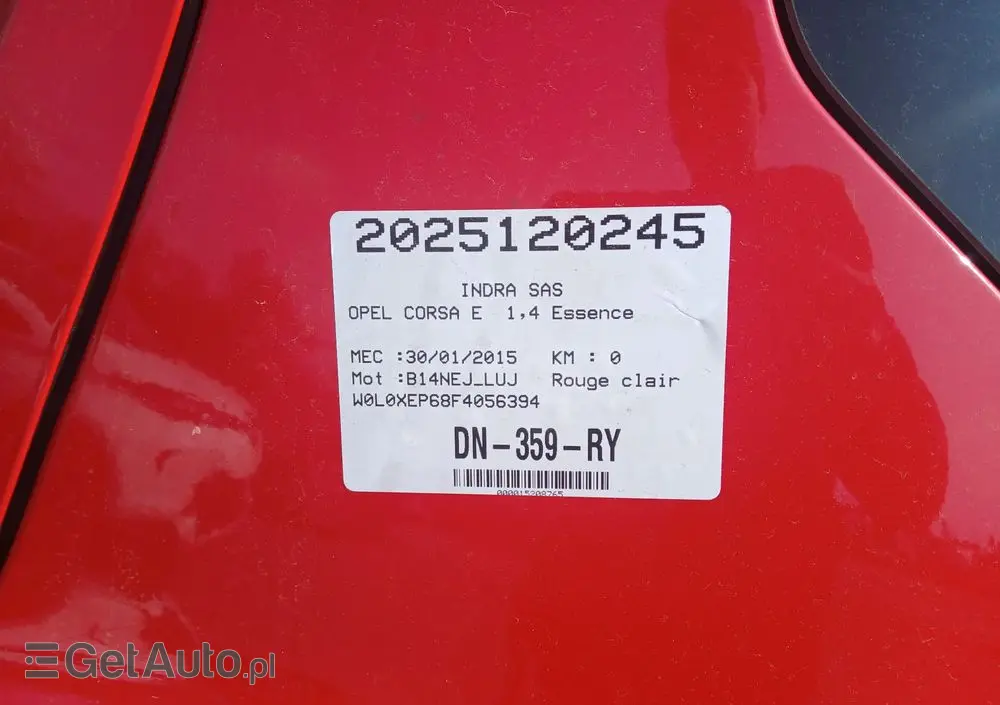 2025120245
INDRA SAS
OPEL CORSA E 1,4 Essence
MEC :30/01/2015 KM : 0
Mot :B14NEJ_LUJ Rouge clair
W0L0XEP68F4056394
DN-359-RY
000015208765
GetAuto.pl